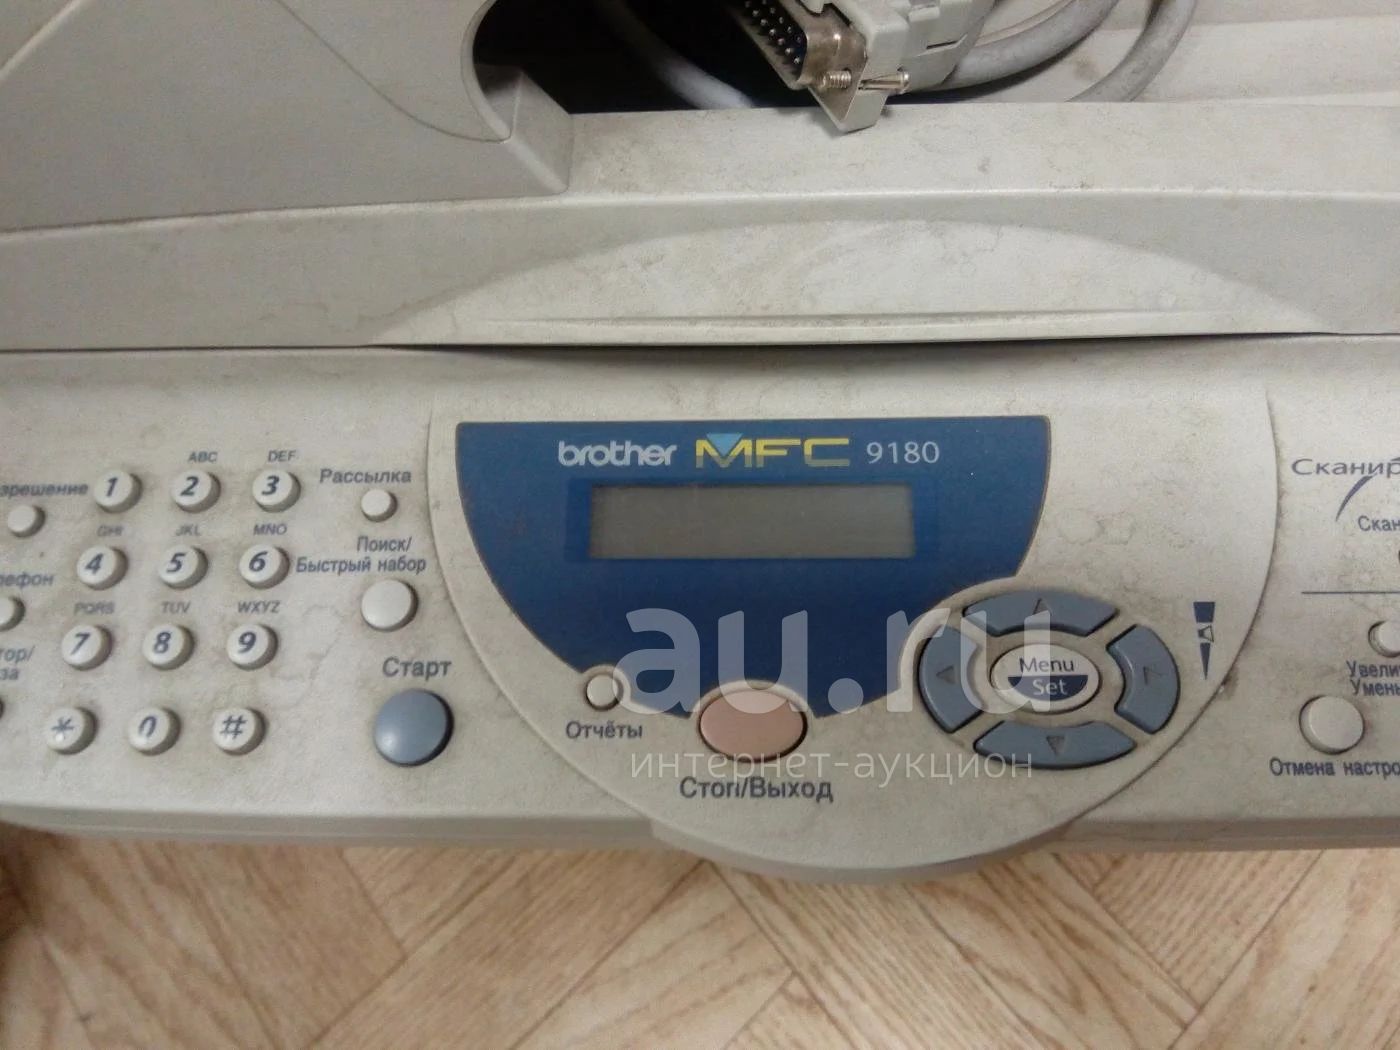 brother MFC 9180
ABC
DEF
Рассылка
1
2
3
GHI
JKL
MNO
Поиск/
Быстрый набор
4
5
6
PQRS
TUV
WXYZ
7
8
9
Старт
*
0
#
Отчёты
Стоп/Выход
Menu
Set
Отмена
au.ru
интернет-аукцион